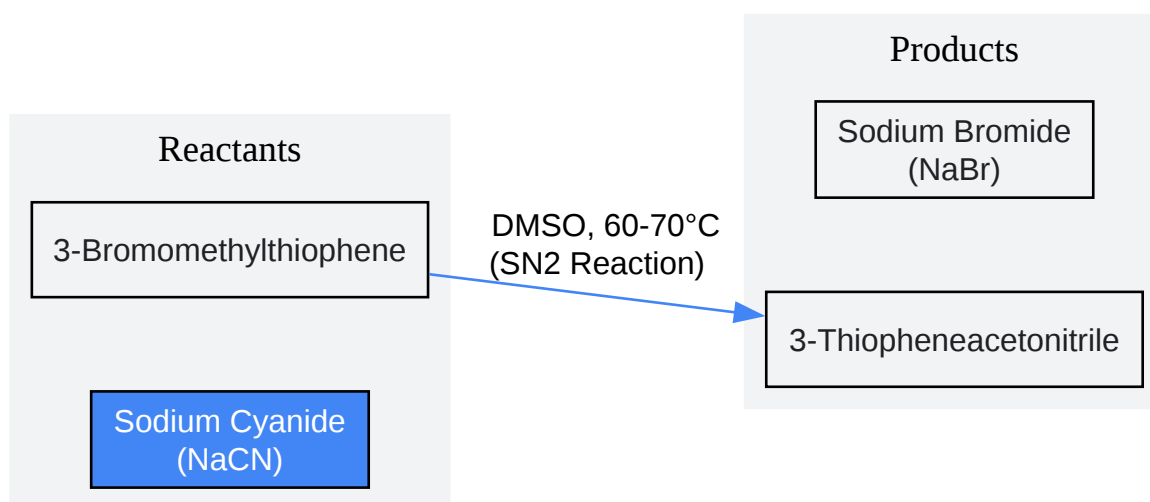 Reactants
3-Bromomethylthiophene
Sodium Cyanide
(NaCN)
DMSO, 60-70°C
(SN2 Reaction)
Products
Sodium Bromide
(NaBr)
3-Thiopheneacetonitrile